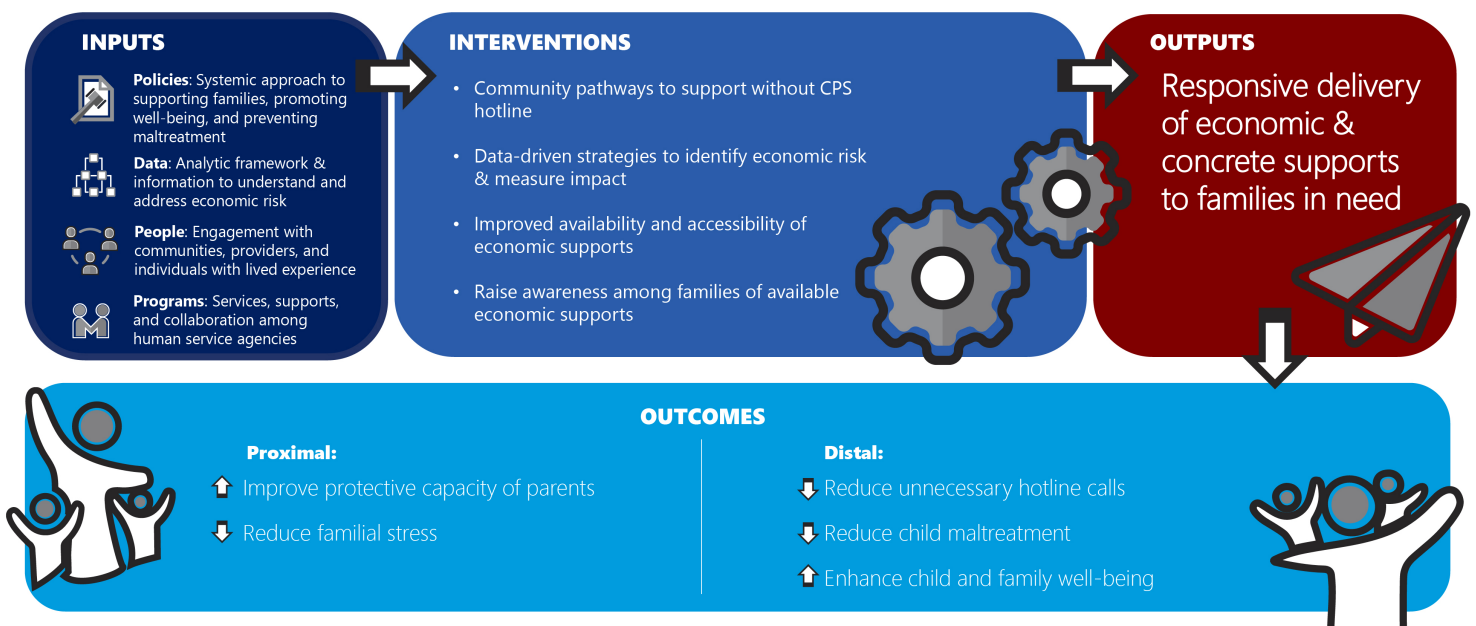 INPUTS
Policies: Systemic approach to
supporting families, promoting
well-being, and preventing
maltreatment
Data: Analytic framework &
information to understand and
address economic risk
People: Engagement with
communities, providers, and
individuals with lived experience
Programs: Services, supports,
and collaboration among
human service agencies
INTERVENTIONS
• Community pathways to support without CPS
hotline
• Data-driven strategies to identify economic risk
& measure impact
• Improved availability and accessibility of
economic supports
• Raise awareness among families of available
economic supports
OUTPUTS
Responsive delivery
of economic &
concrete supports
to families in need
OUTCOMES
Proximal:
Improve protective capacity of parents
Reduce familial stress
Distal:
Reduce unnecessary hotline calls
Reduce child maltreatment
Enhance child and family well-being